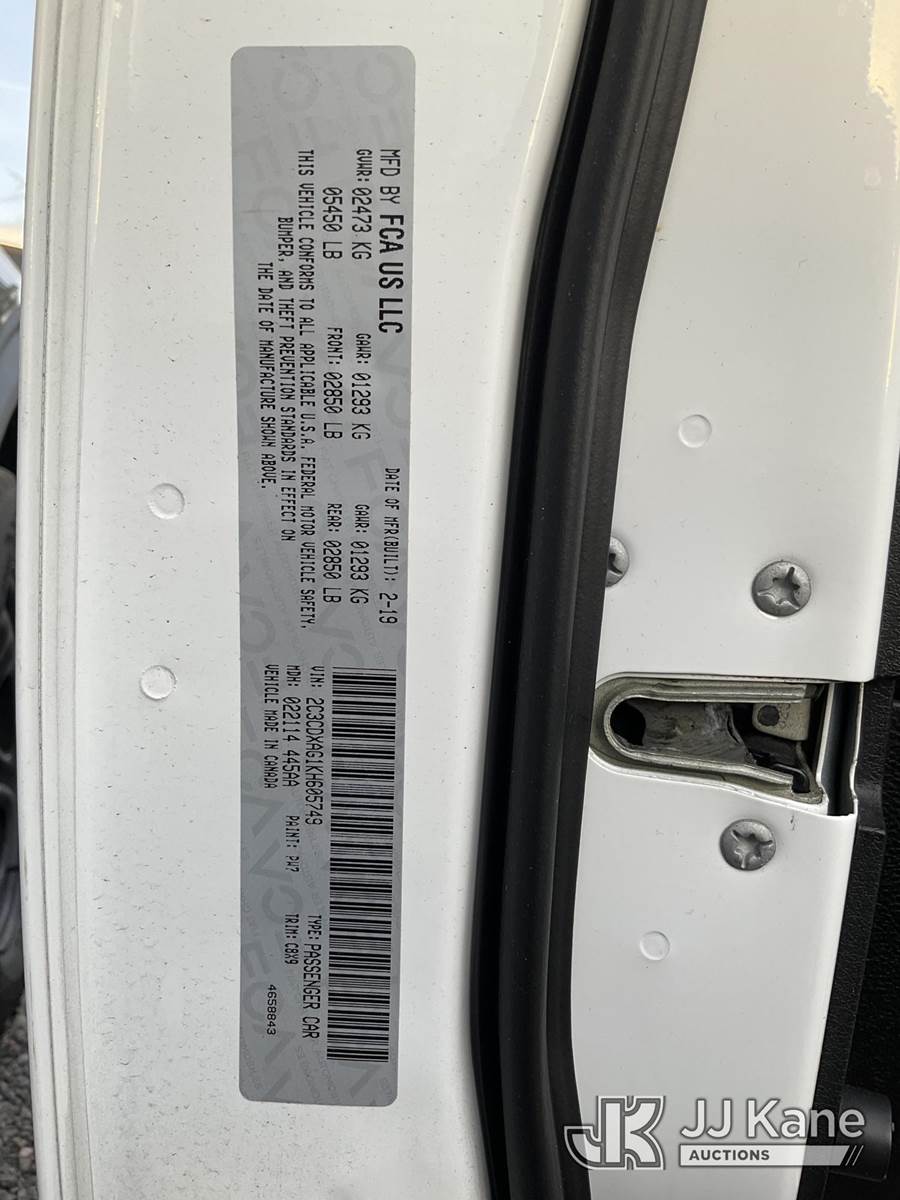 MFD BY FCA US LLC
DATE OF MFR(BUILT): 2-19
GVWR: 02473 KG GAWR: 01293 KG GAWR: 01293 KG
05450 LB FRONT: 02850 LB REAR: 02850 LB
THIS VEHICLE CONFORMS TO ALL APPLICABLE U.S.A. FEDERAL MOTOR VEHICLE SAFETY,
BUMPER, AND THEFT PREVENTION STANDARDS IN EFFECT ON
THE DATE OF MANUFACTURE SHOWN ABOVE.
VIN: 2C3CDXAG1KH605749 TYPE: PASSENGER CAR
MDH: 022114 445AA PAINT: PW7 TRIM: C8X9
VEHICLE MADE IN CANADA 4658843
JK JJ Kane
AUCTIONS